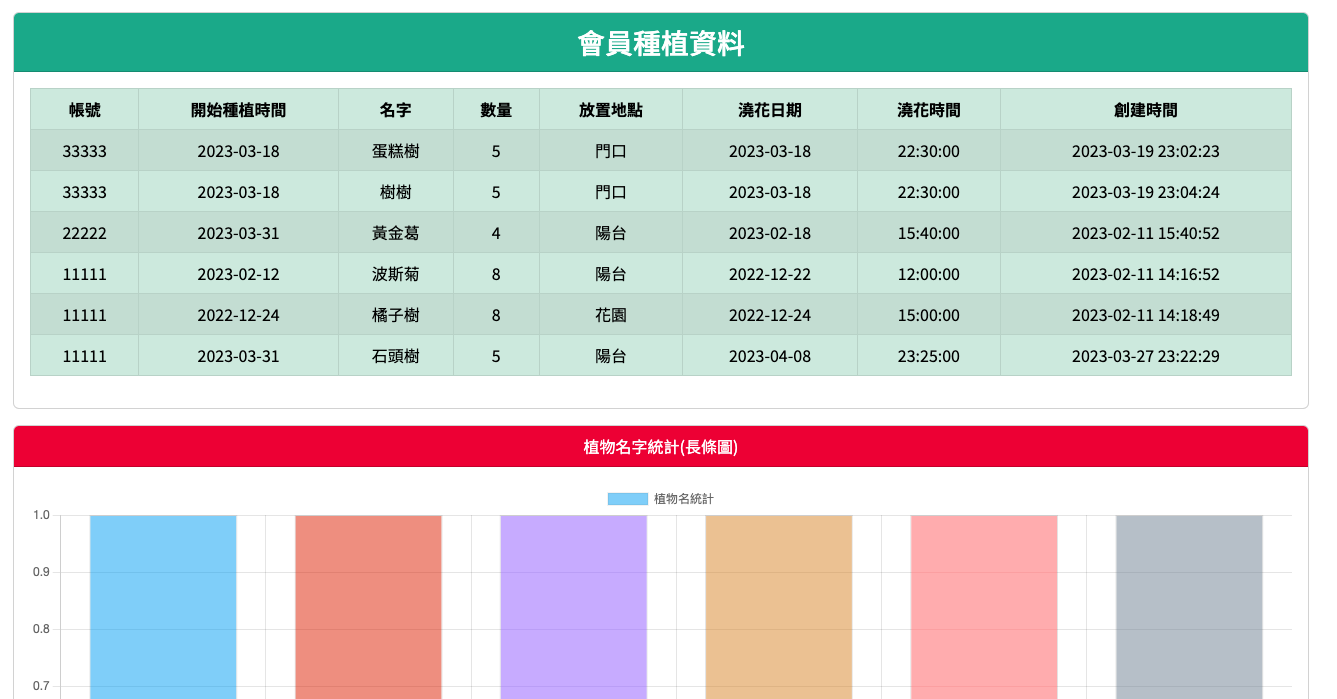 會員種植資料
帳號 開始種植時間 名字 數量 放置地點 澆花日期 澆花時間 創建時間
33333 2023-03-18 蛋糕樹 5 門口 2023-03-18 22:30:00 2023-03-19 23:02:23
33333 2023-03-18 樹樹 5 門口 2023-03-18 22:30:00 2023-03-19 23:04:24
22222 2023-03-31 黃金葛 4 陽台 2023-02-18 15:40:00 2023-02-11 15:40:52
11111 2023-02-12 波斯菊 8 陽台 2022-12-22 12:00:00 2023-02-11 14:16:52
11111 2022-12-24 橘子樹 8 花園 2022-12-24 15:00:00 2023-02-11 14:18:49
11111 2023-03-31 石頭樹 5 陽台 2023-04-08 23:25:00 2023-03-27 23:22:29
植物名字統計(長條圖)
植物名統計
1.0
0.9
0.8
0.7